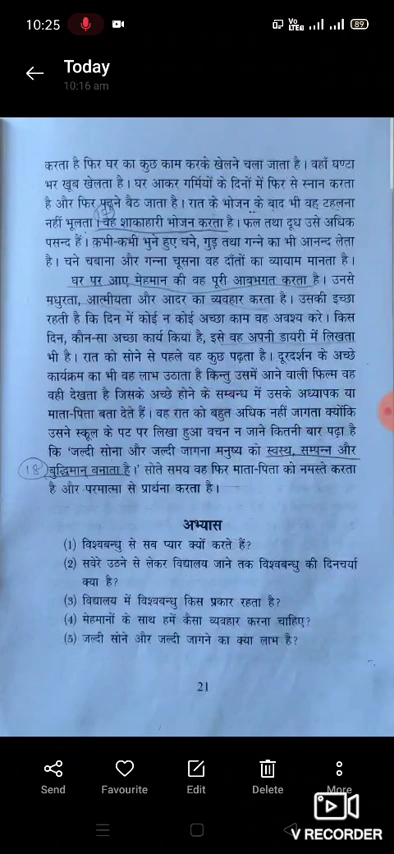 10:25
Vo
LTE
89
Today
10:16 am
करता है फिर घर का कुछ काम करके खेलने चला जाता है। वहाँ घण्टा
भर खूब खेलता है। घर आकर गर्मियों के दिनों में फिर से स्नान करता
है और फिर पढ़ने बैठ जाता है। रात के भोजन के बाद भी वह टहलना
नहीं भूलता। वह शाकाहारी भोजन करता है। फल तथा दूध उसे अधिक
पसन्द हैं। कभी-कभी भुने हुए चने, गुड़ तथा गन्ने का भी आनन्द लेता
है। चने चबाना और गन्ना चूसना वह दाँतों का व्यायाम मानता है।
घर पर आए मेहमान की वह पूरी आवभगत करता है। उनसे
मधुरता, आत्मीयता और आदर का व्यवहार करता है। उसकी इच्छा
रहती है कि दिन में कोई न कोई अच्छा काम वह अवश्य करे। किस
दिन, कौन-सा अच्छा कार्य किया है, इसे वह अपनी डायरी में लिखता
भी है। रात को सोने से पहले वह कुछ पढ़ता है। दूरदर्शन के अच्छे
कार्यक्रम का भी वह लाभ उठाता है किन्तु उसमें आने वाली फिल्म वह
वही देखता है जिसके अच्छे होने के सम्बन्ध में उसके अध्यापक या
माता-पिता बता देते हैं। वह रात को बहुत अधिक नहीं जागता क्योंकि
उसने स्कूल के पट पर लिखा हुआ वचन न जाने कितनी बार पढ़ा है
कि 'जल्दी सोना और जल्दी जागना मनुष्य को स्वस्थ, सम्पन्न और
18 बुद्धिमान् बनाता है।' सोते समय वह फिर माता-पिता को नमस्ते करता
है और परमात्मा से प्रार्थना करता है।
अभ्यास
(1) विश्वबन्धु से सब प्यार क्यों करते हैं?
(2) सवेरे उठने से लेकर विद्यालय जाने तक विश्वबन्धु की दिनचर्या
क्या है?
(3) विद्यालय में विश्वबन्धु किस प्रकार रहता है?
(4) मेहमानों के साथ हमें कैसा व्यवहार करना चाहिए?
(5) जल्दी सोने और जल्दी जागने का क्या लाभ है?
21
Send
Favourite
Edit
Delete
More
V RECORDER